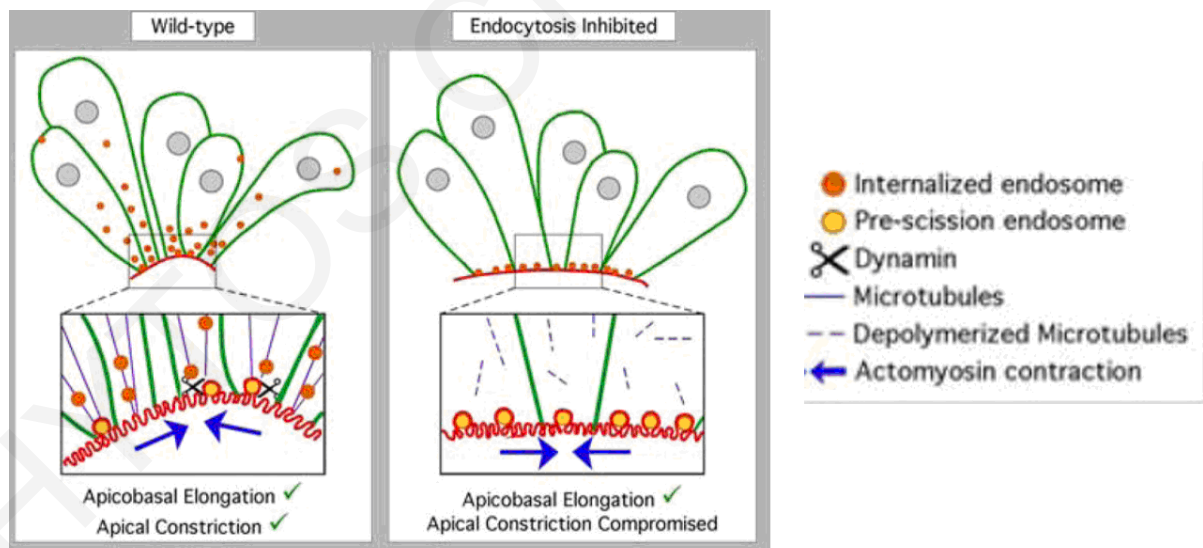 Wild-type
Endocytosis Inhibited
Apicobasal Elongation ✓
Apical Constriction ✓
Apicobasal Elongation ✓
Apical Constriction Compromised
Internalized endosome
Pre-scission endosome
Dynamin
Microtubules
Depolymerized Microtubules
Actomyosin contraction